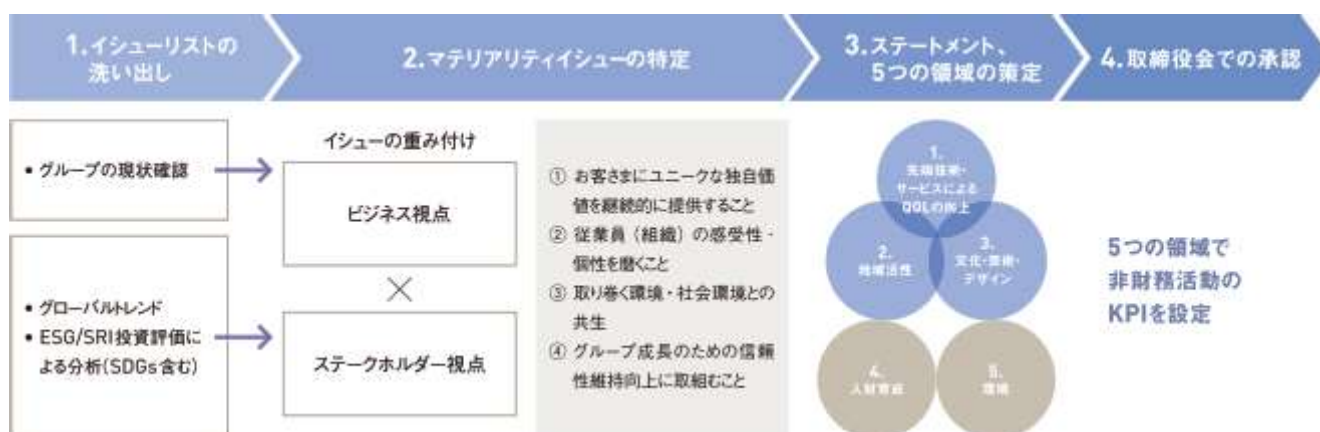 1.イシューリストの
洗い出し
2.マテリアリティイシューの特定
3.ステートメント、
5つの領域の策定
4.取締役会での承認
• グループの現状確認
• グローバルトレンド
• ESG/SRI投資評価に
よる分析(SDGs含む)
イシューの重み付け
ビジネス視点
×
ステークホルダー視点
① お客さまにユニークな独自価
値を継続的に提供すること
② 従業員（組織）の感受性・
個性を磨くこと
③ 取り巻く環境・社会環境との
共生
④ グループ成長のための信頼
性維持向上に取組むこと
1.
先端技術・
サービスによる
QOLの向上
2.
地域活性
3.
文化・芸術・
デザイン
4.
人材育成
5.
環境
5つの領域で
非財務活動の
KPIを設定